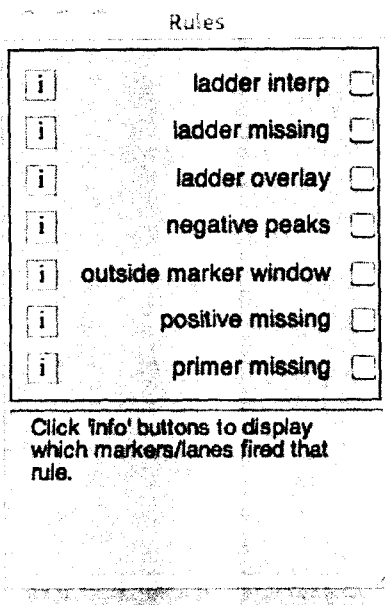 Rules
i ladder interp
i ladder missing
i ladder overlay
i negative peaks
i outside marker window
i positive missing
i primer missing
Click 'info' buttons to display
which markers/lanes fired that
rule.